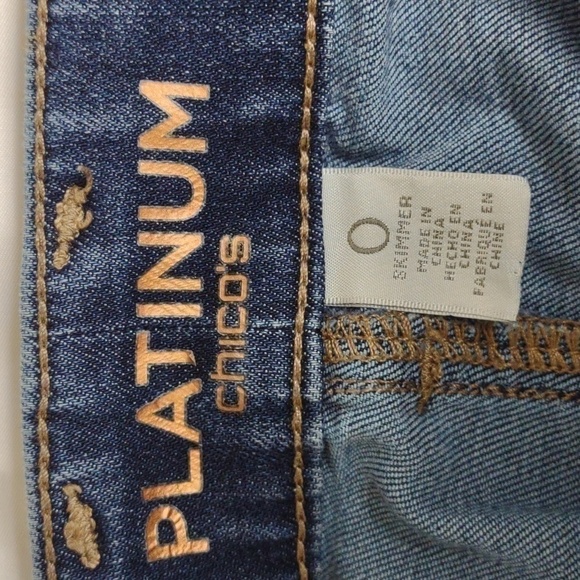 PLATINUM
chico's
0
SKIMMER
MADE IN
CHINA
HECHO EN
CHINA
FABRIQUÉ EN
CHINE